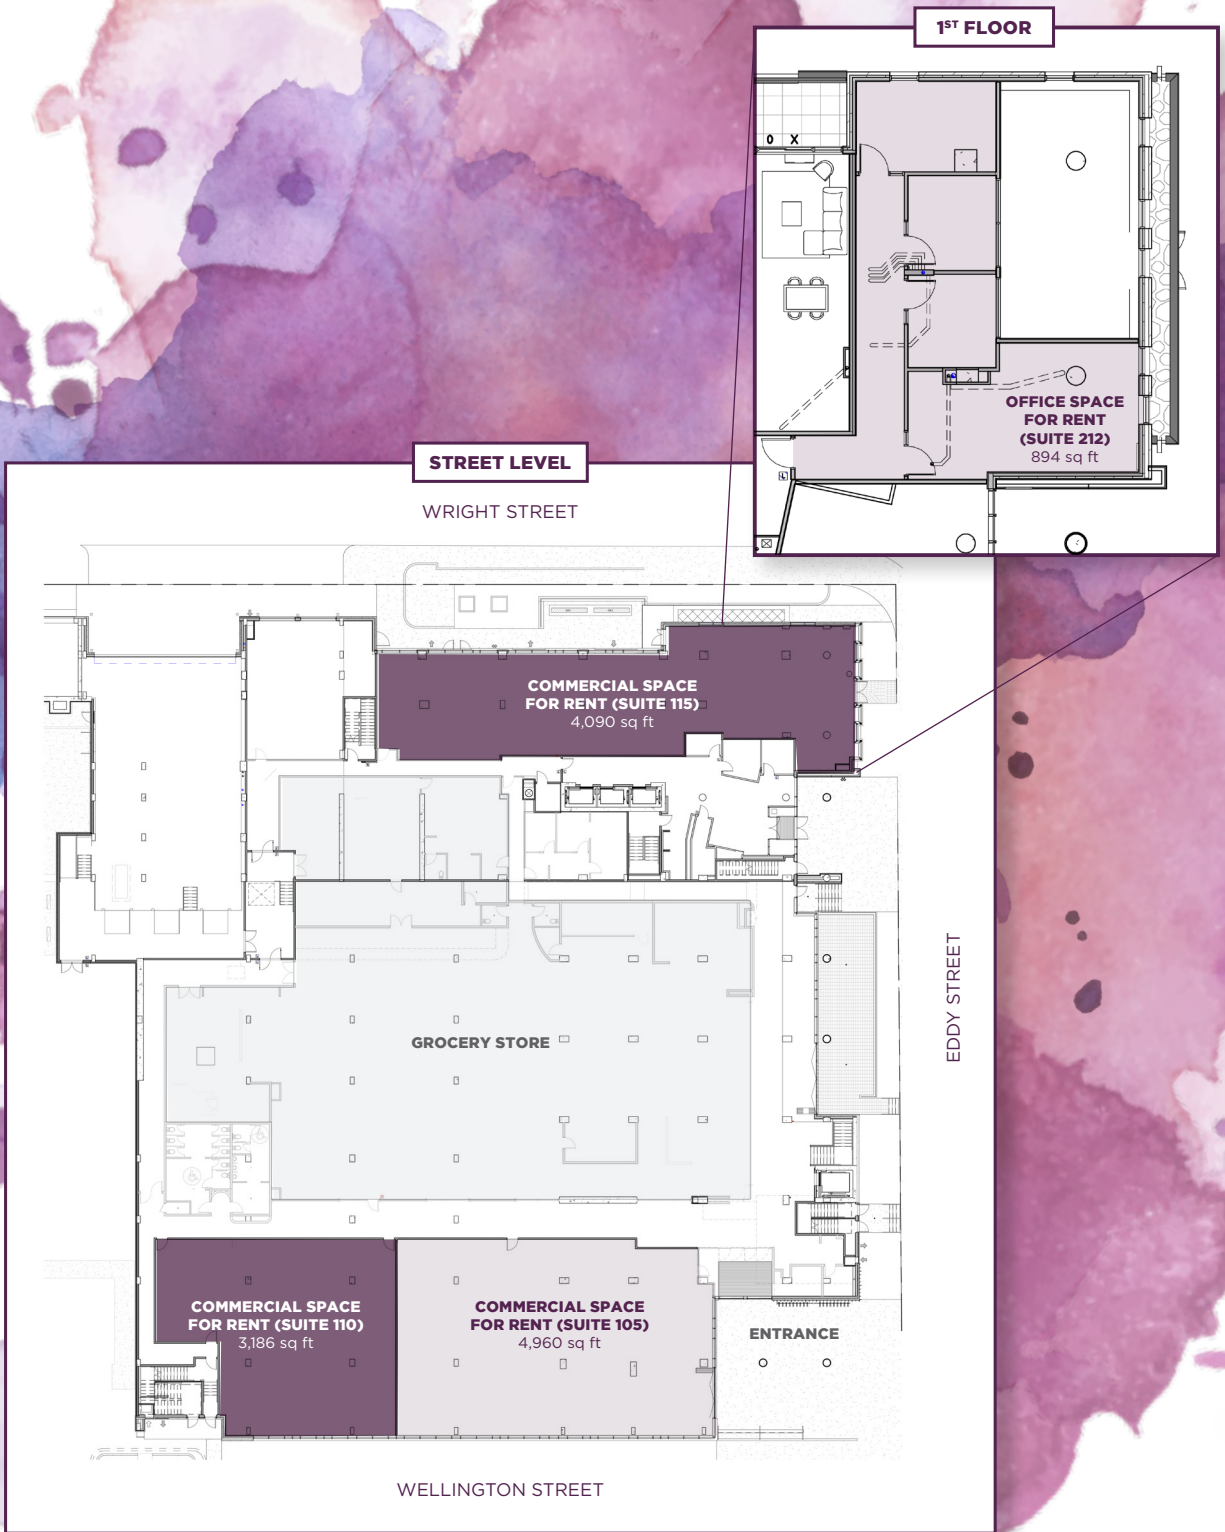 1ST FLOOR
0 X
OFFICE SPACE
FOR RENT
(SUITE 212)
894 sq ft
STREET LEVEL
WRIGHT STREET
COMMERCIAL SPACE
FOR RENT (SUITE 115)
4,090 sq ft
EDDY STREET
GROCERY STORE
COMMERCIAL SPACE
FOR RENT (SUITE 110)
3,186 sq ft
COMMERCIAL SPACE
FOR RENT (SUITE 105)
4,960 sq ft
ENTRANCE
WELLINGTON STREET